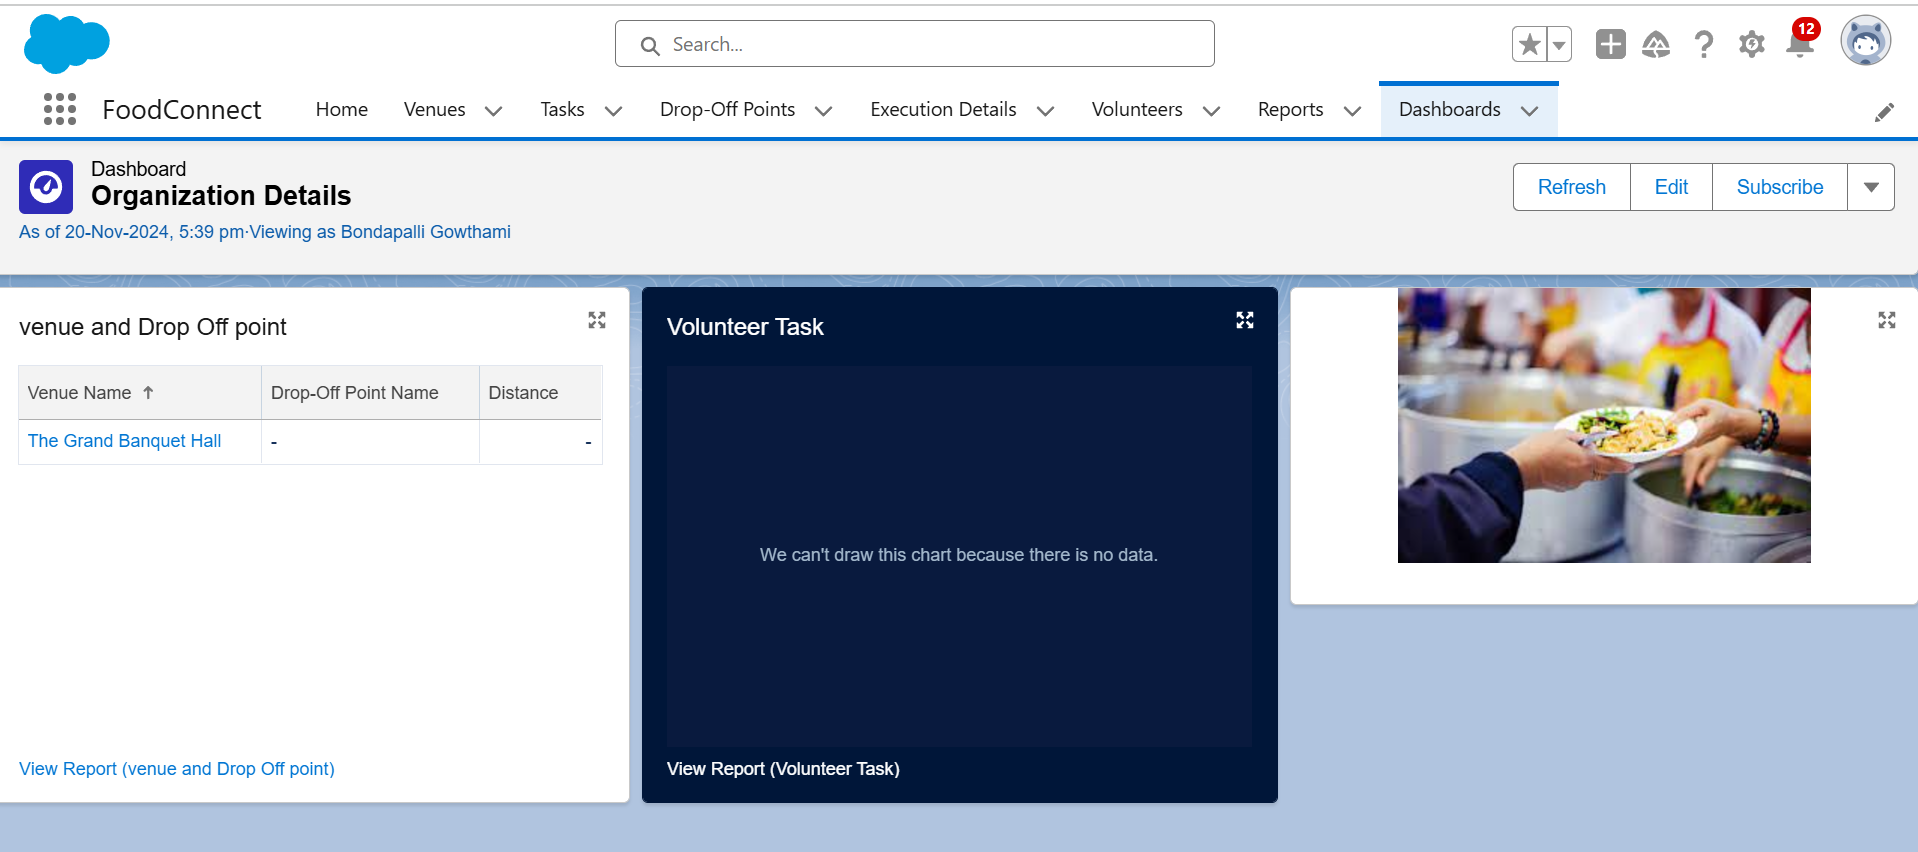 Search...
12
FoodConnect
Home
Venues
Tasks
Drop-Off Points
Execution Details
Volunteers
Reports
Dashboards
Dashboard
Organization Details
As of 20-Nov-2024, 5:39 pm·Viewing as Bondapalli Gowthami
Refresh
Edit
Subscribe
venue and Drop Off point
Venue Name ↑
Drop-Off Point Name
Distance
The Grand Banquet Hall
-
-
View Report (venue and Drop Off point)
Volunteer Task
We can't draw this chart because there is no data.
View Report (Volunteer Task)